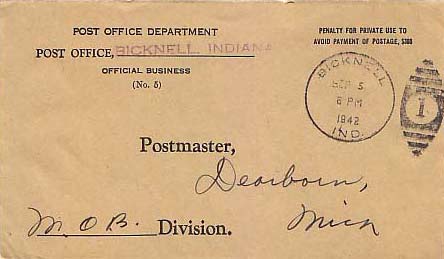 POST OFFICE DEPARTMENT
POST OFFICE, BICKNELL, INDIANA
OFFICIAL BUSINESS
(No. 5)
PENALTY FOR PRIVATE USE TO
AVOID PAYMENT OF POSTAGE, $300
BICKNELL
SEP 5
6 PM
1942
IND.
1
Postmaster,
Dearborn,
Mich
M.O.B. Division.